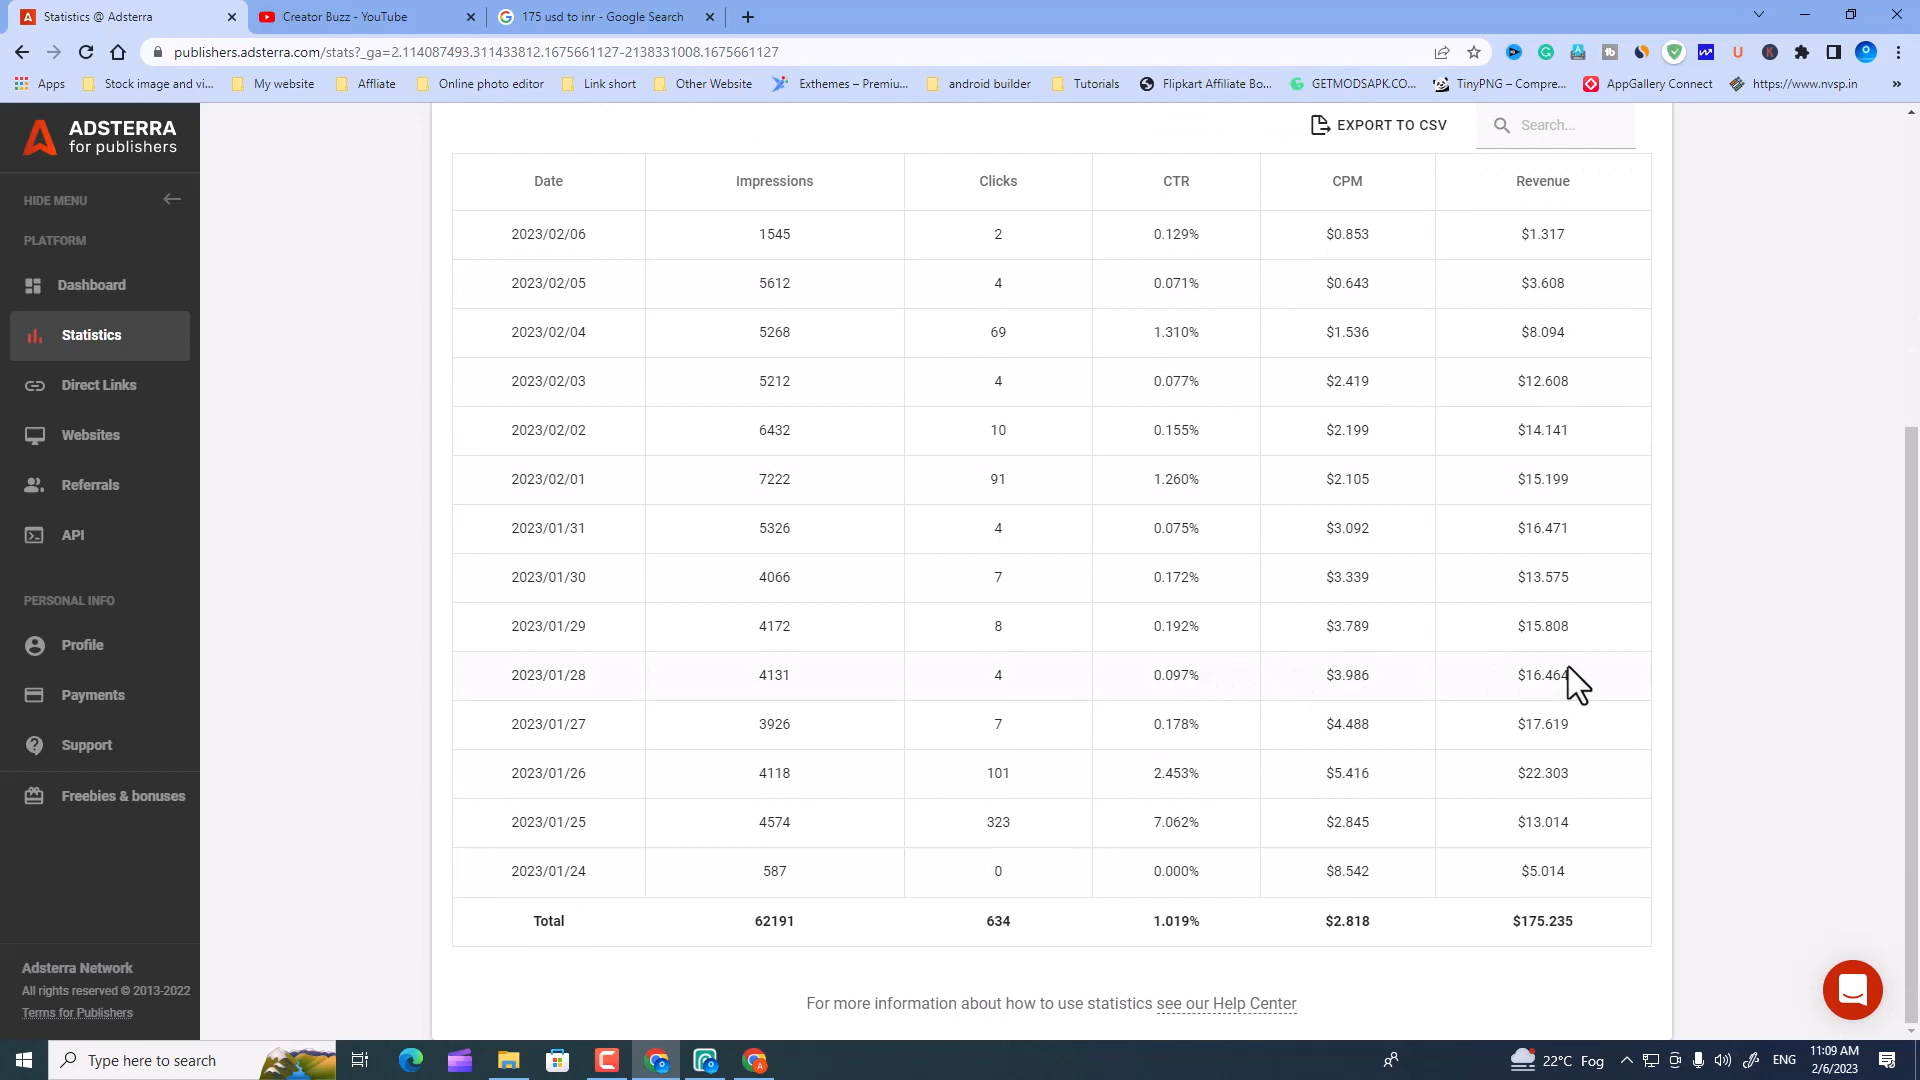 Statistics @ Adsterra
Creator Buzz - YouTube
175 usd to inr - Google Search
publishers.adsterra.com/stats?_ga=2.114087493.311433812.1675661127-2138331008.1675661127
Apps
Stock image and vi...
My website
Affliate
Online photo editor
Link short
Other Website
Exthemes – Premiu...
android builder
Tutorials
Flipkart Affiliate Bo...
GETMODSAPK.CO...
TinyPNG – Compre...
AppGallery Connect
https://www.nvsp.in
»
ADSTERRA
for publishers
HIDE MENU
PLATFORM
Dashboard
Statistics
Direct Links
Websites
Referrals
API
PERSONAL INFO
Profile
Payments
Support
Freebies & bonuses
Adsterra Network
All rights reserved © 2013-2022
Terms for Publishers
EXPORT TO CSV
Search...
Date Impressions Clicks CTR CPM Revenue
2023/02/06 1545 2 0.129% $0.853 $1.317
2023/02/05 5612 4 0.071% $0.643 $3.608
2023/02/04 5268 69 1.310% $1.536 $8.094
2023/02/03 5212 4 0.077% $2.419 $12.608
2023/02/02 6432 10 0.155% $2.199 $14.141
2023/02/01 7222 91 1.260% $2.105 $15.199
2023/01/31 5326 4 0.075% $3.092 $16.471
2023/01/30 4066 7 0.172% $3.339 $13.575
2023/01/29 4172 8 0.192% $3.789 $15.808
2023/01/28 4131 4 0.097% $3.986 $16.464
2023/01/27 3926 7 0.178% $4.488 $17.619
2023/01/26 4118 101 2.453% $5.416 $22.303
2023/01/25 4574 323 7.062% $2.845 $13.014
2023/01/24 587 0 0.000% $8.542 $5.014
Total 62191 634 1.019% $2.818 $175.235
For more information about how to use statistics see our Help Center
Type here to search
22°C Fog
ENG
11:09 AM
2/6/2023